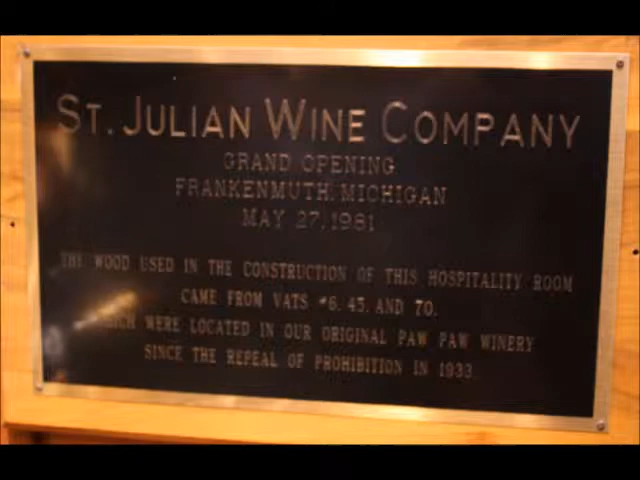 ST. JULIAN WINE COMPANY
GRAND OPENING
FRANKENMUTH, MICHIGAN
MAY 27, 1981
THE WOOD USED IN THE CONSTRUCTION OF THIS HOSPITALITY ROOM
CAME FROM VATS #6, 45, AND 70,
WHICH WERE LOCATED IN OUR ORIGINAL PAW PAW WINERY
SINCE THE REPEAL OF PROHIBITION IN 1933.